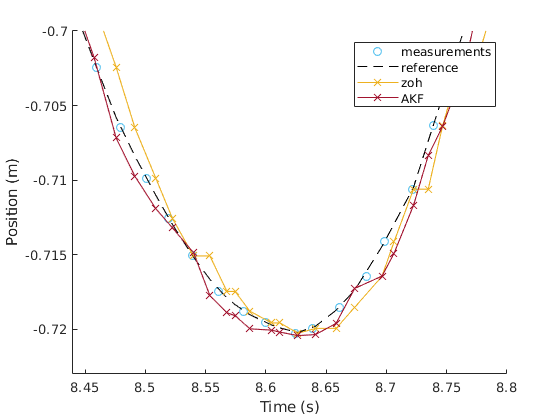 -0.7
-0.705
-0.71
-0.715
-0.72
Position (m)
8.45 8.5 8.55 8.6 8.65 8.7 8.75 8.8
Time (s)
measurements
reference
zoh
AKF